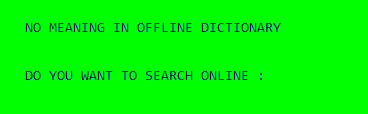 NO MEANING IN OFFLINE DICTIONARY
DO YOU WANT TO SEARCH ONLINE :